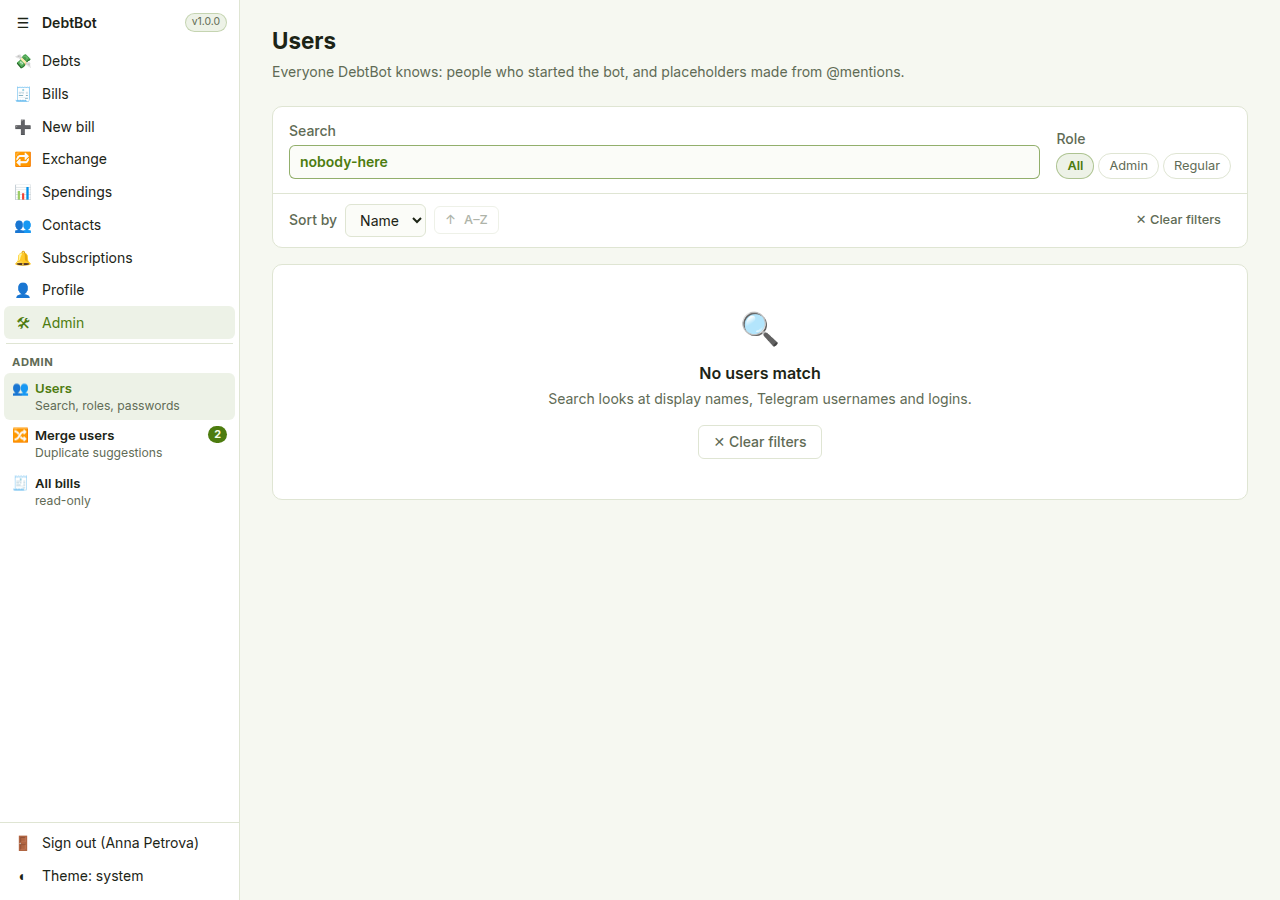 DebtBot
v1.0.0
Debts
Bills
New bill
Exchange
Spendings
Contacts
Subscriptions
Profile
Admin
ADMIN
Users
Search, roles, passwords
Merge users
2
Duplicate suggestions
All bills
read-only
Sign out (Anna Petrova)
Theme: system
Users
Everyone DebtBot knows: people who started the bot, and placeholders made from @mentions.
Search
nobody-here
Role
All
Admin
Regular
Sort by
Name
↑ A–Z
✕ Clear filters
No users match
Search looks at display names, Telegram usernames and logins.
✕ Clear filters